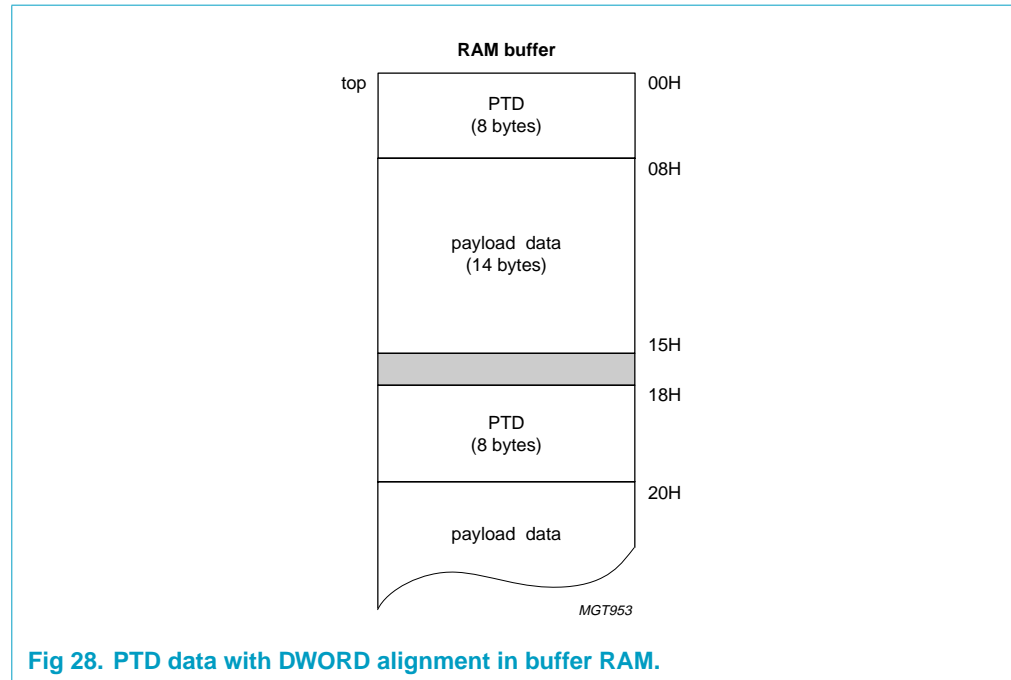 RAM buffer
top
00H
PTD
(8 bytes)
08H
payload data
(14 bytes)
15H
18H
PTD
(8 bytes)
20H
payload data
MGT953
Fig 28. PTD data with DWORD alignment in buffer RAM.